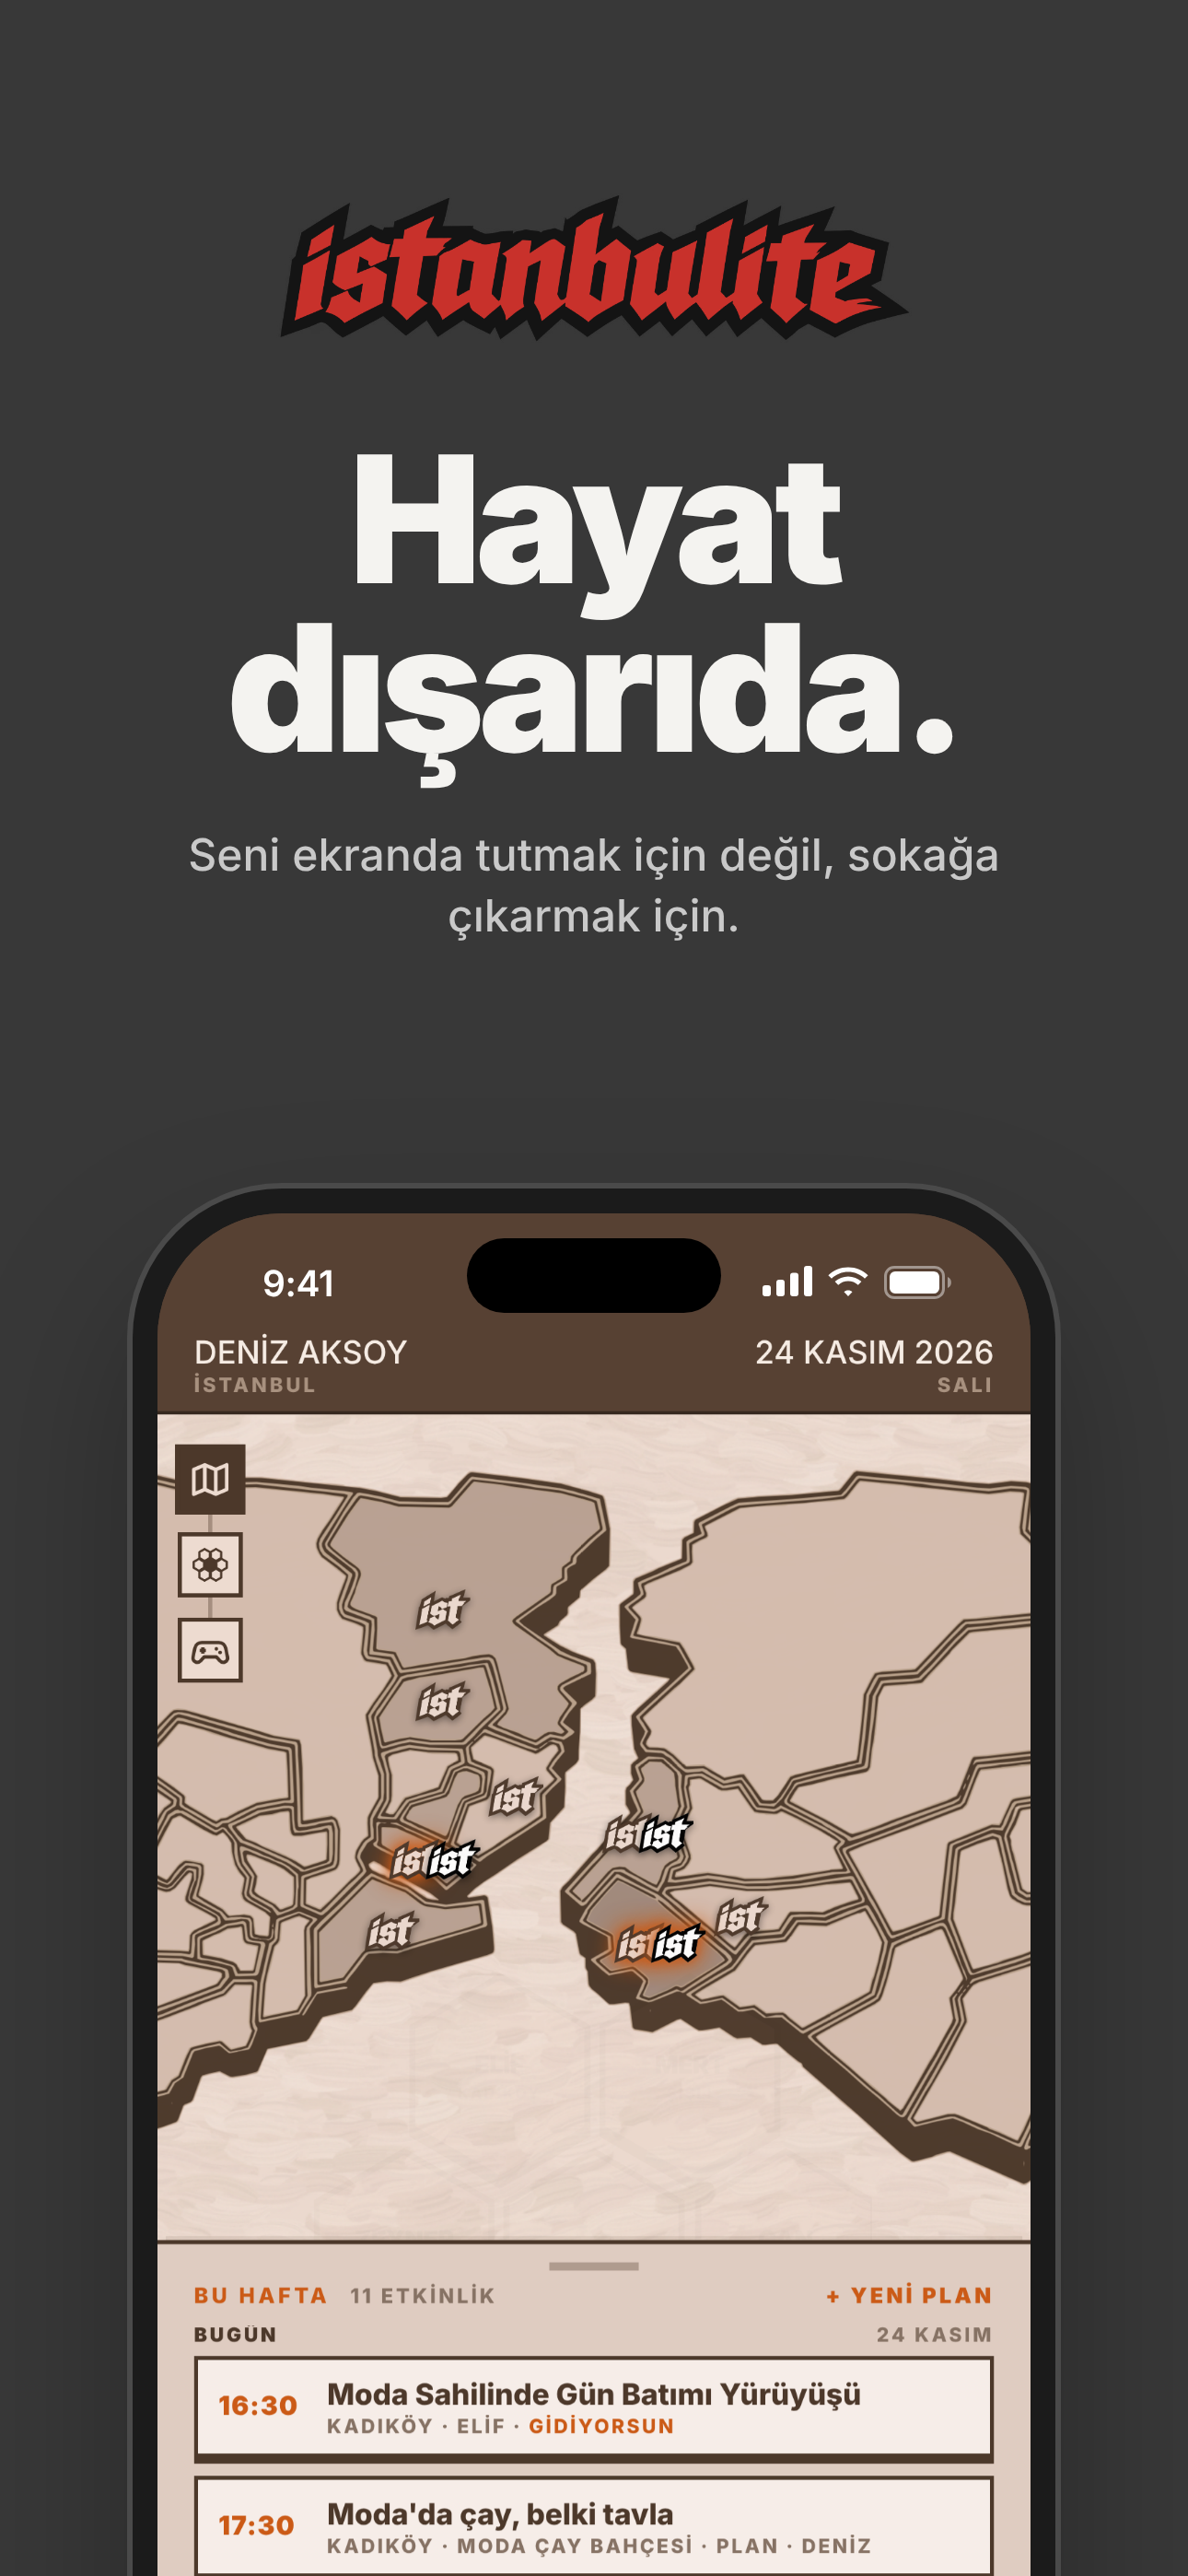 istanbulite
Hayat
dışarıda.
Seni ekranda tutmak için değil, sokağa
çıkarmak için.
9:41
DENİZ AKSOY
24 KASIM 2026
İSTANBUL
SALI
ist
ist
ist
ist
ist
ist
ist
ist
ist
ist
BU HAFTA 11 ETKİNLİK
+ YENİ PLAN
BUGÜN
24 KASIM
16:30
Moda Sahilinde Gün Batımı Yürüyüşü
KADIKÖY · ELİF · GİDİYORSUN
17:30
Moda'da çay, belki tavla
KADIKÖY · MODA ÇAY BAHÇESİ · PLAN · DENİZ